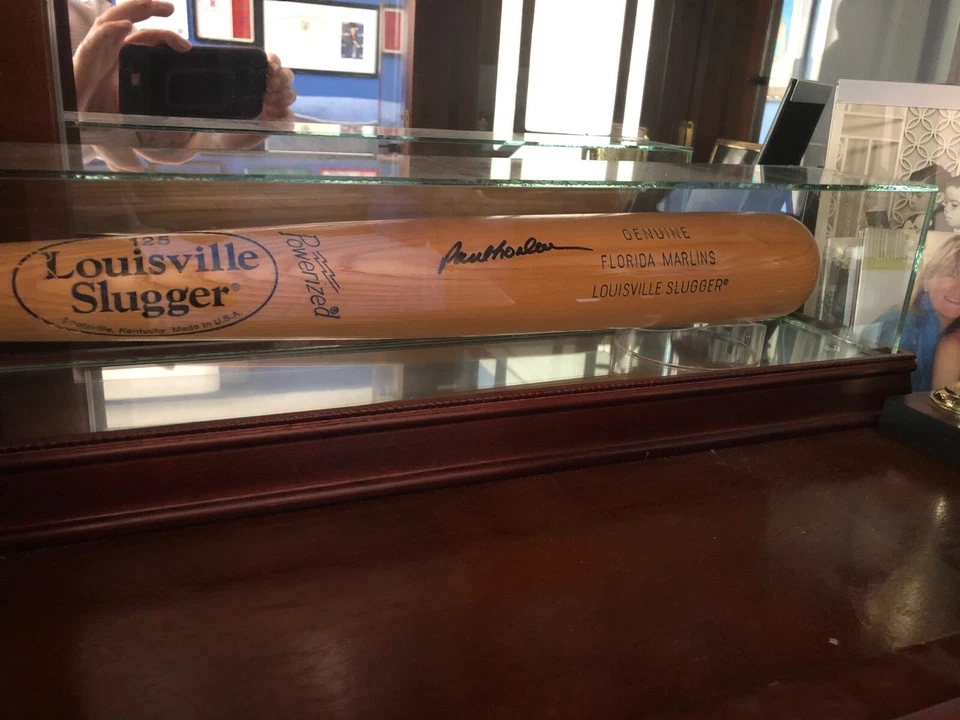 125
Louisville
Slugger®
Louisville, Kentucky Made in U.S.A.
Powerized®
GENUINE
FLORIDA MARLINS
LOUISVILLE SLUGGER®